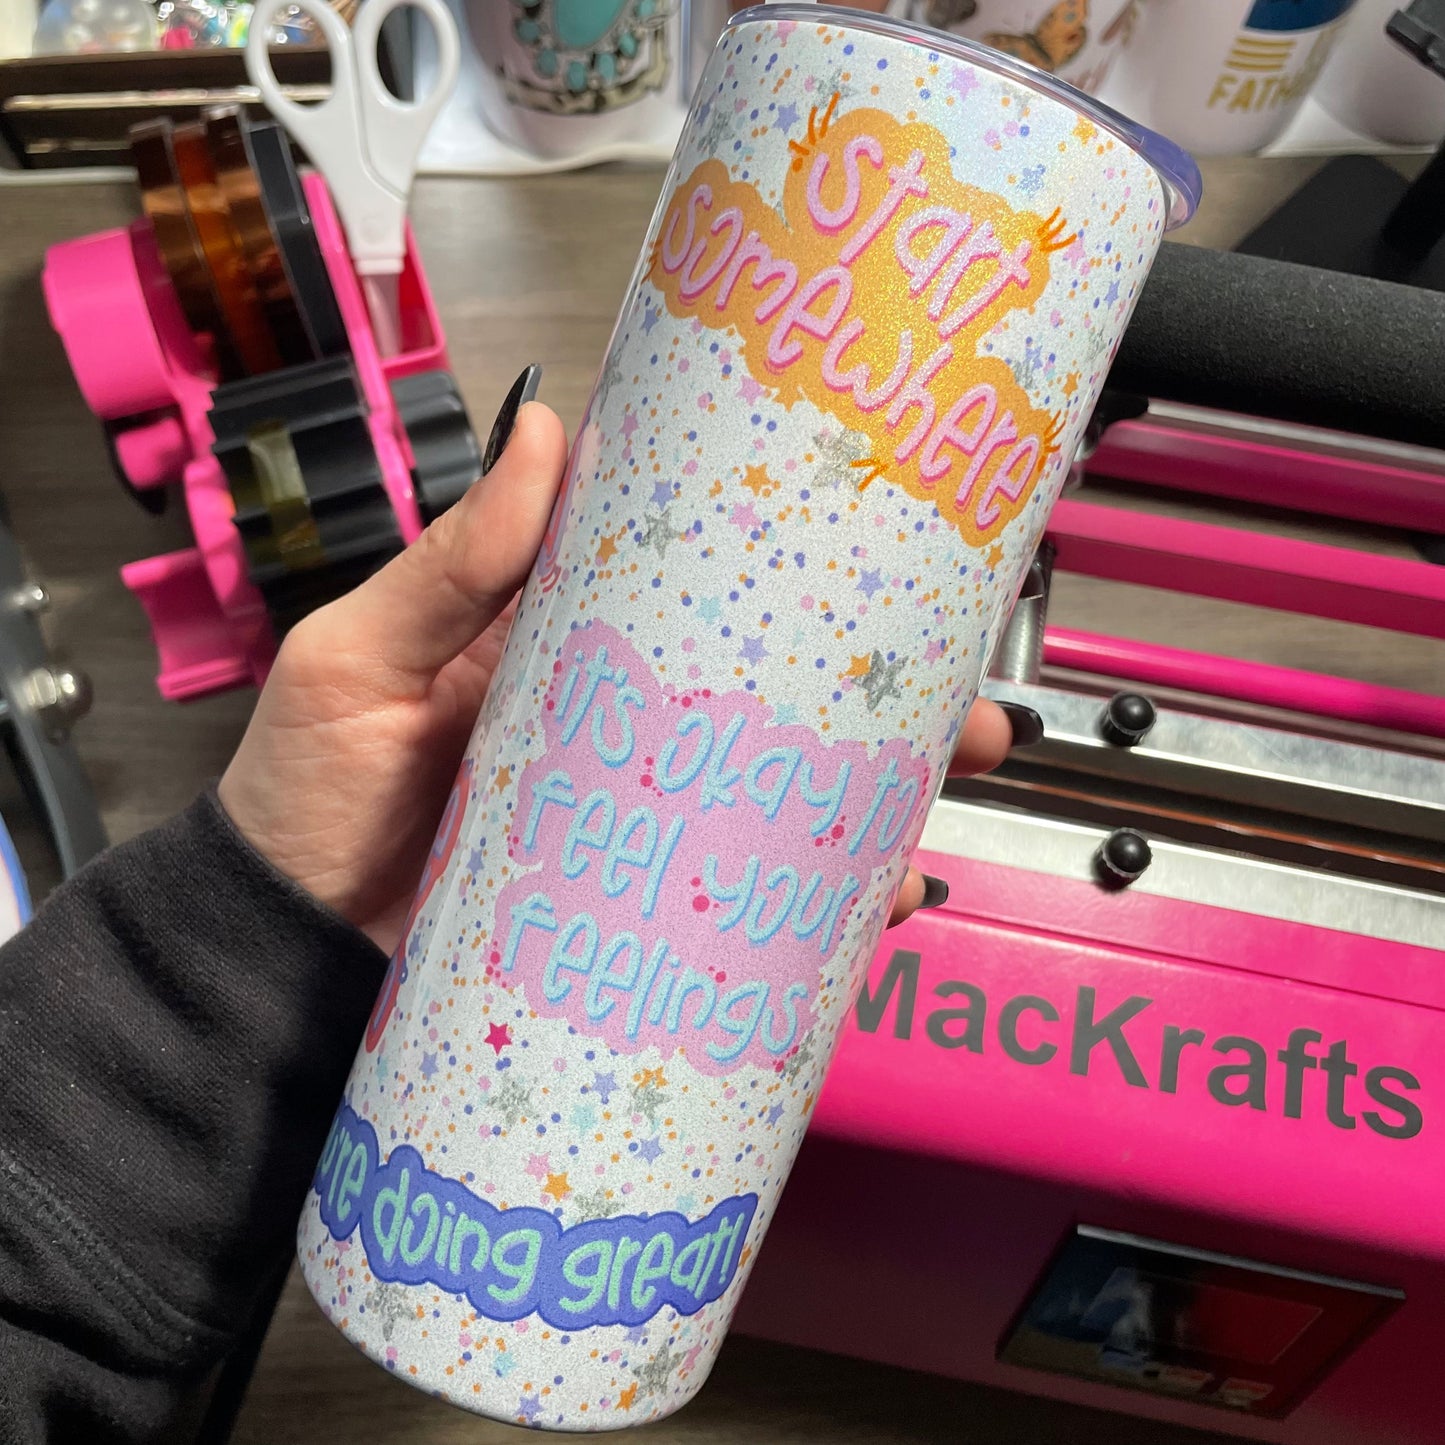 start
somewhere
it's okay to
feel your
feelings
're doing great!
MacKrafts